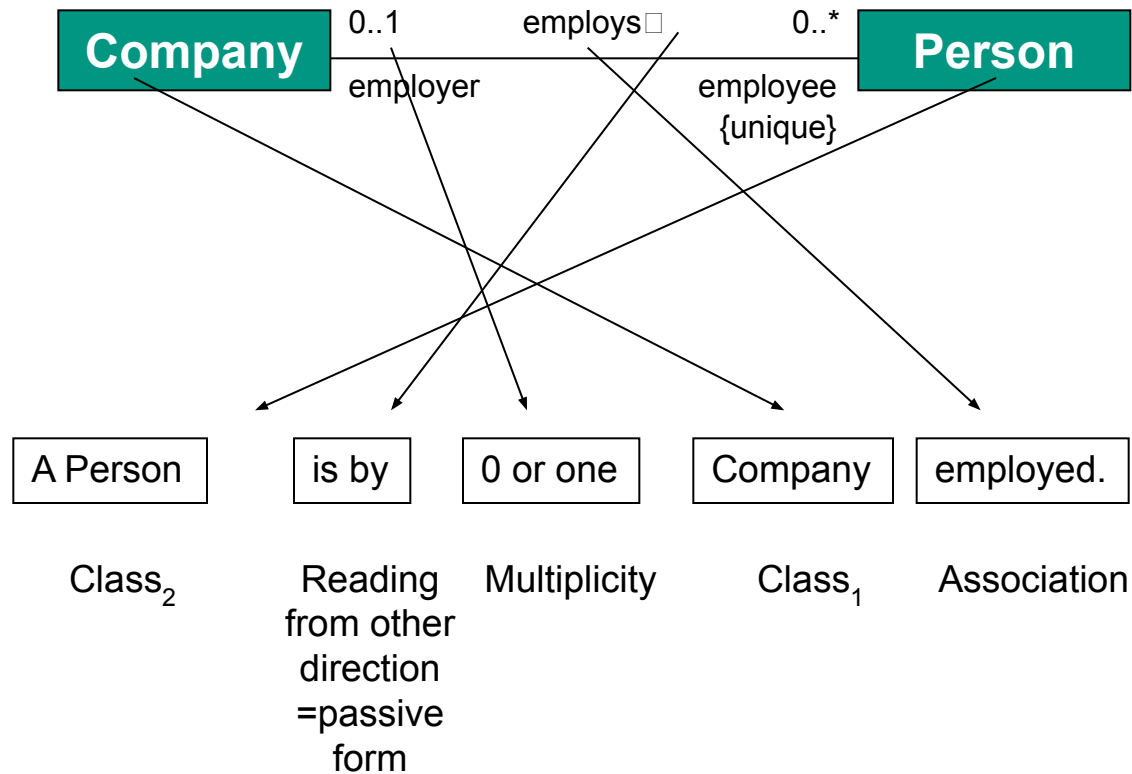 0..1 employs□ 0..*
Company Person
employer employee
{unique}
A Person is by 0 or one Company employed.
Class₂ Reading Multiplicity Class₁ Association
from other
direction
=passive
form